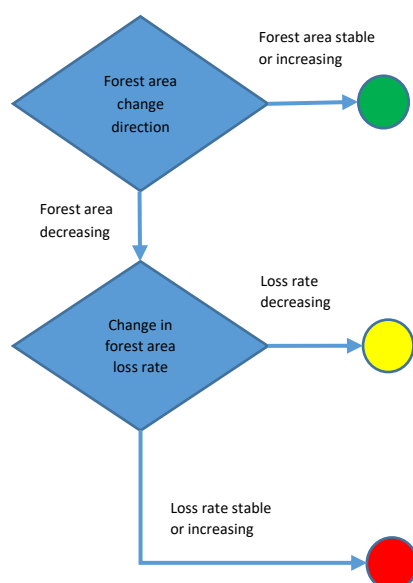 Forest area stable
or increasing
Forest area
change
direction
Forest area
decreasing
Loss rate
decreasing
Change in
forest area
loss rate
Loss rate stable
or increasing